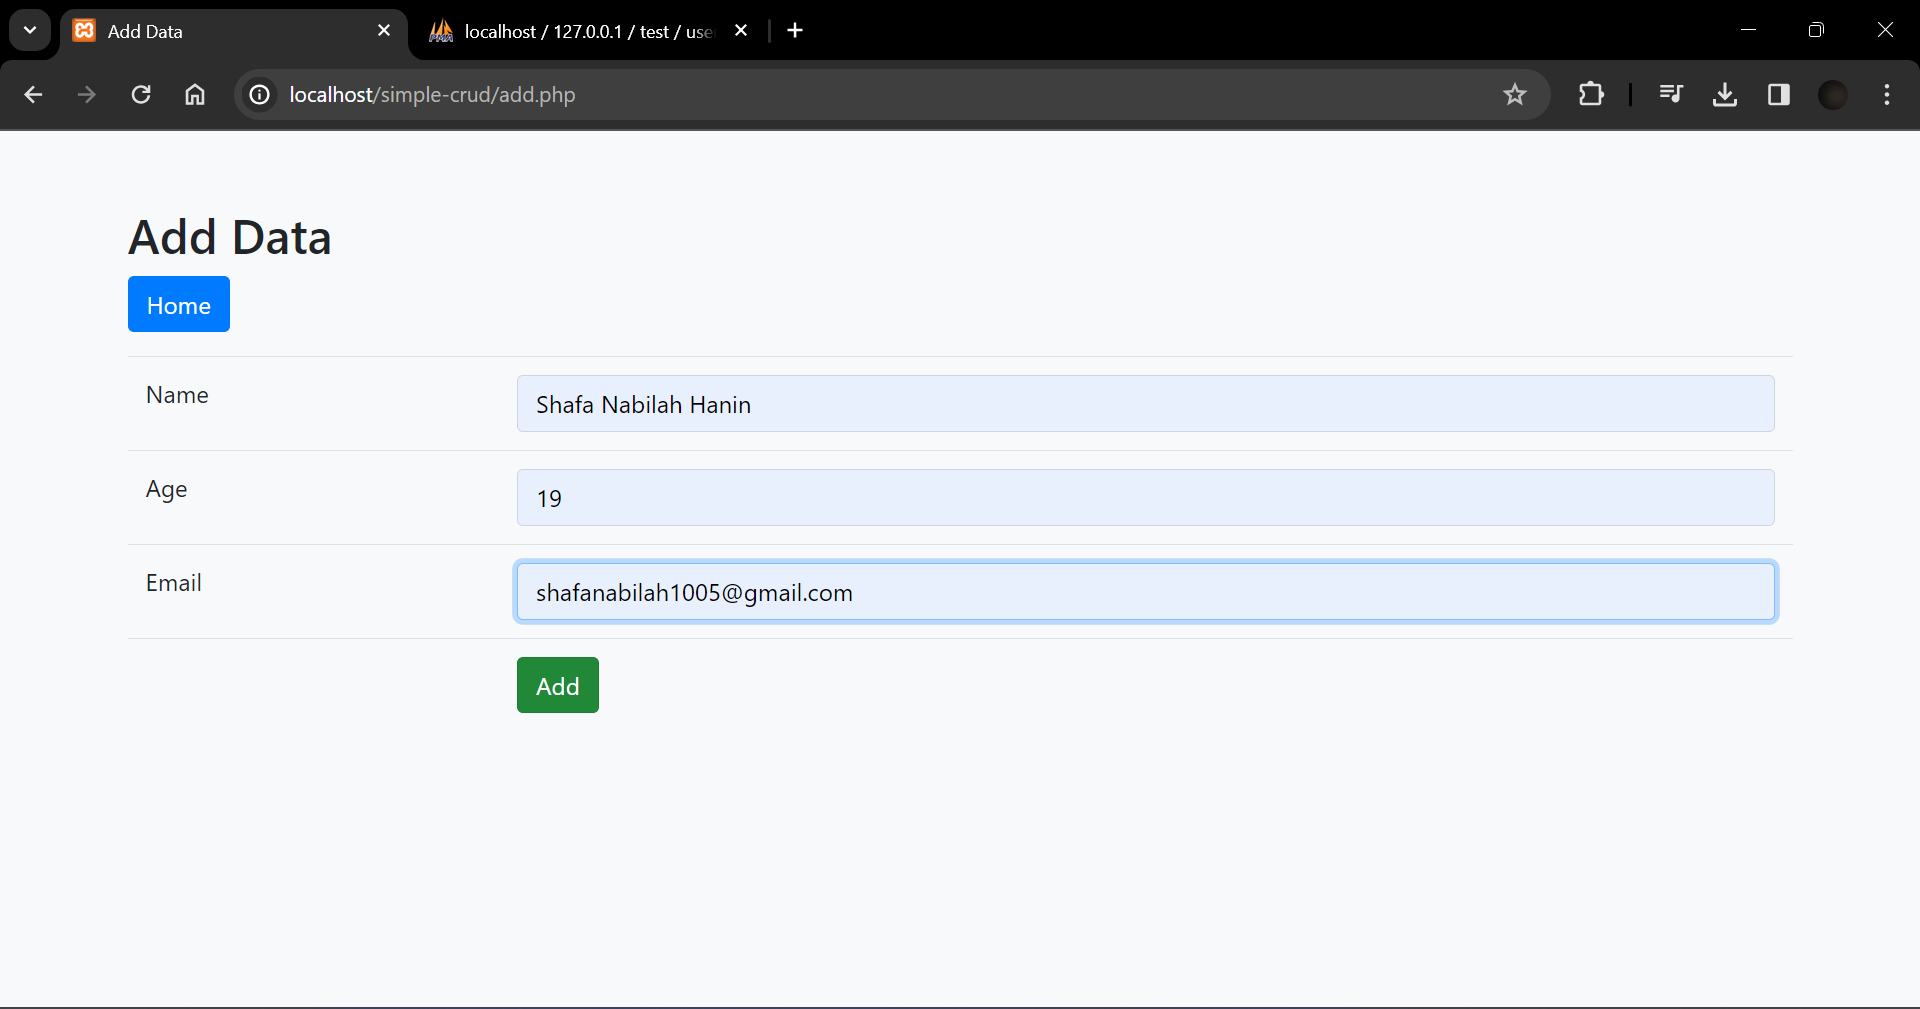 Add Data
localhost / 127.0.0.1 / test / use
localhost/simple-crud/add.php
Add Data
Home
Name
Shafa Nabilah Hanin
Age
19
Email
shafanabilah1005@gmail.com
Add